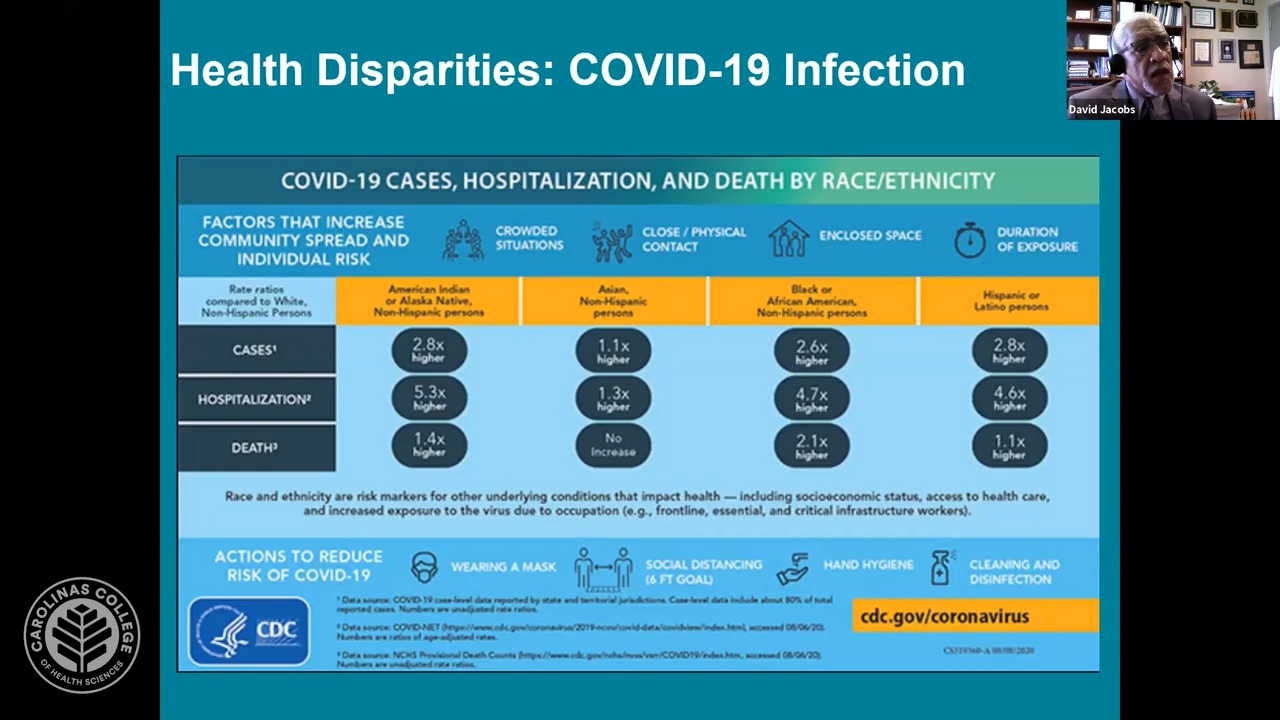 Health Disparities: COVID-19 Infection
David Jacobs
COVID-19 CASES, HOSPITALIZATION, AND DEATH BY RACE/ETHNICITY
FACTORS THAT INCREASE
COMMUNITY SPREAD AND
INDIVIDUAL RISK
CROWDED
SITUATIONS
CLOSE / PHYSICAL
CONTACT
ENCLOSED SPACE
DURATION
OF EXPOSURE
Rate ratios
compared to White,
Non-Hispanic Persons
American Indian
or Alaska Native,
Non-Hispanic persons
Asian,
Non-Hispanic
persons
Black or
African American,
Non-Hispanic persons
Hispanic or
Latino persons
CASES¹
2.8x
higher
1.1x
higher
2.6x
higher
2.8x
higher
HOSPITALIZATION²
5.3x
higher
1.3x
higher
4.7x
higher
4.6x
higher
DEATH³
1.4x
higher
No
Increase
2.1x
higher
1.1x
higher
Race and ethnicity are risk markers for other underlying conditions that impact health — including socioeconomic status, access to health care,
and increased exposure to the virus due to occupation (e.g., frontline, essential, and critical infrastructure workers).
ACTIONS TO REDUCE
RISK OF COVID-19
WEARING A MASK
SOCIAL DISTANCING
(6 FT GOAL)
HAND HYGIENE
CLEANING AND
DISINFECTION
CDC
¹ Data source: COVID-19 case-level data reported by state and territorial jurisdictions. Case-level data include about 80% of total
reported cases. Numbers are unadjusted rate ratios.
² Data source: COVID-NET (https://www.cdc.gov/coronavirus/2019-ncov/covid-data/covidview/index.html, accessed 08/06/20).
Numbers are ratios of age-adjusted rates.
³ Data source: NCHS Provisional Death Counts (https://www.cdc.gov/nchs/nvss/vsrr/COVID19/index.htm, accessed 08/06/20).
Numbers are unadjusted rate ratios.
cdc.gov/coronavirus
CS319360-A 08/08/2020
CAROLINAS COLLEGE
OF HEALTH SCIENCES